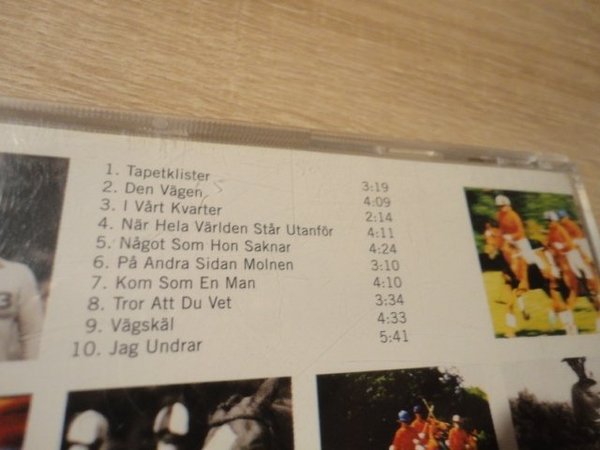 1. Tapetklister 3:19
2. Den Vägen 4:09
3. I Vårt Kvarter 2:14
4. När Hela Världen Står Utanför 4:11
5. Något Som Hon Saknar 4:24
6. På Andra Sidan Molnen 3:10
7. Kom Som En Man 4:10
8. Tror Att Du Vet 3:34
9. Vägskäl 4:33
10. Jag Undrar 5:41
3